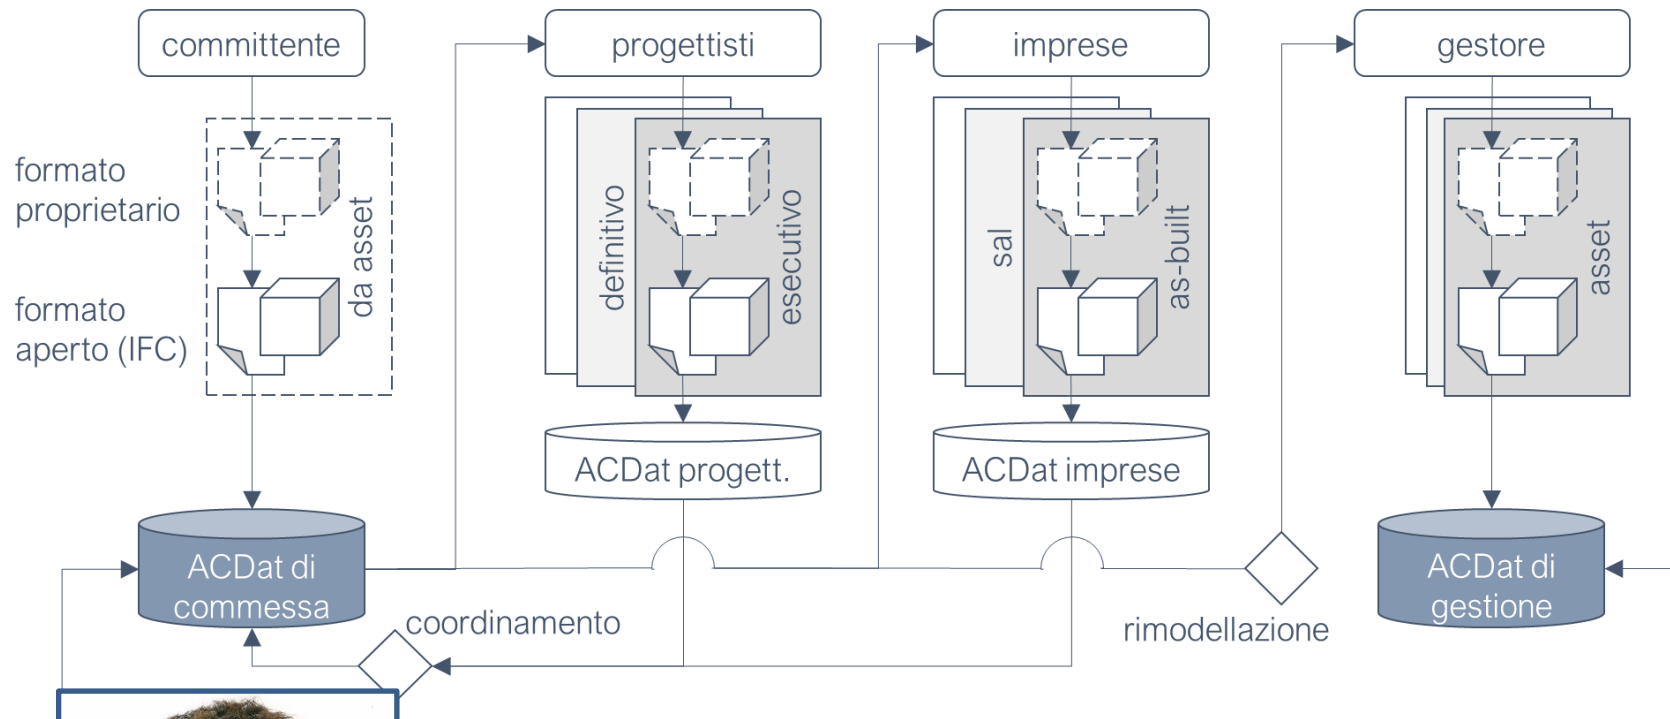 committente
progettisti
imprese
gestore
formato
proprietario
formato
aperto (IFC)
da asset
definitivo
esecutivo
sal
as-built
asset
ACDat progett.
ACDat imprese
ACDat di
commessa
ACDat di
gestione
coordinamento
rimodellazione